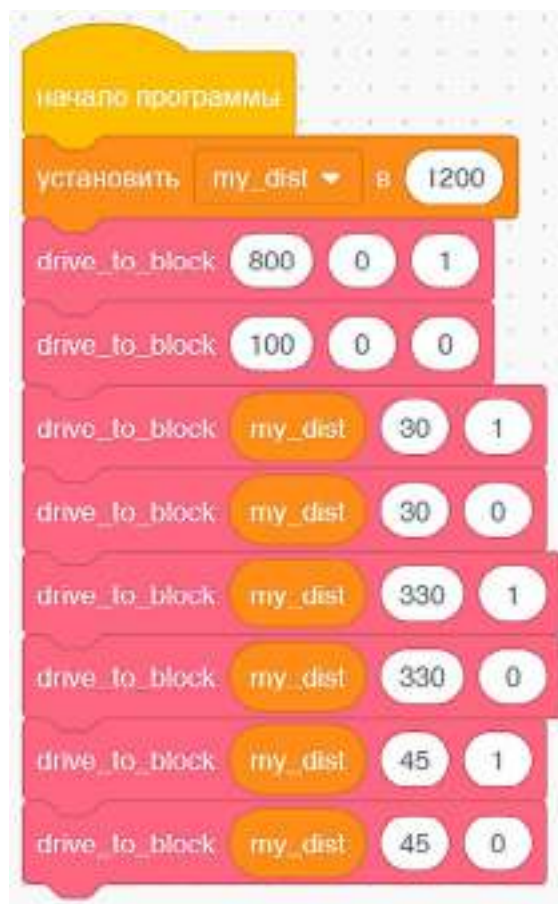 начало программы
установить my_dist в 1200
drive_to_block 800 0 1
drive_to_block 100 0 0
drive_to_block my_dist 30 1
drive_to_block my_dist 30 0
drive_to_block my_dist 330 1
drive_to_block my_dist 330 0
drive_to_block my_dist 45 1
drive_to_block my_dist 45 0